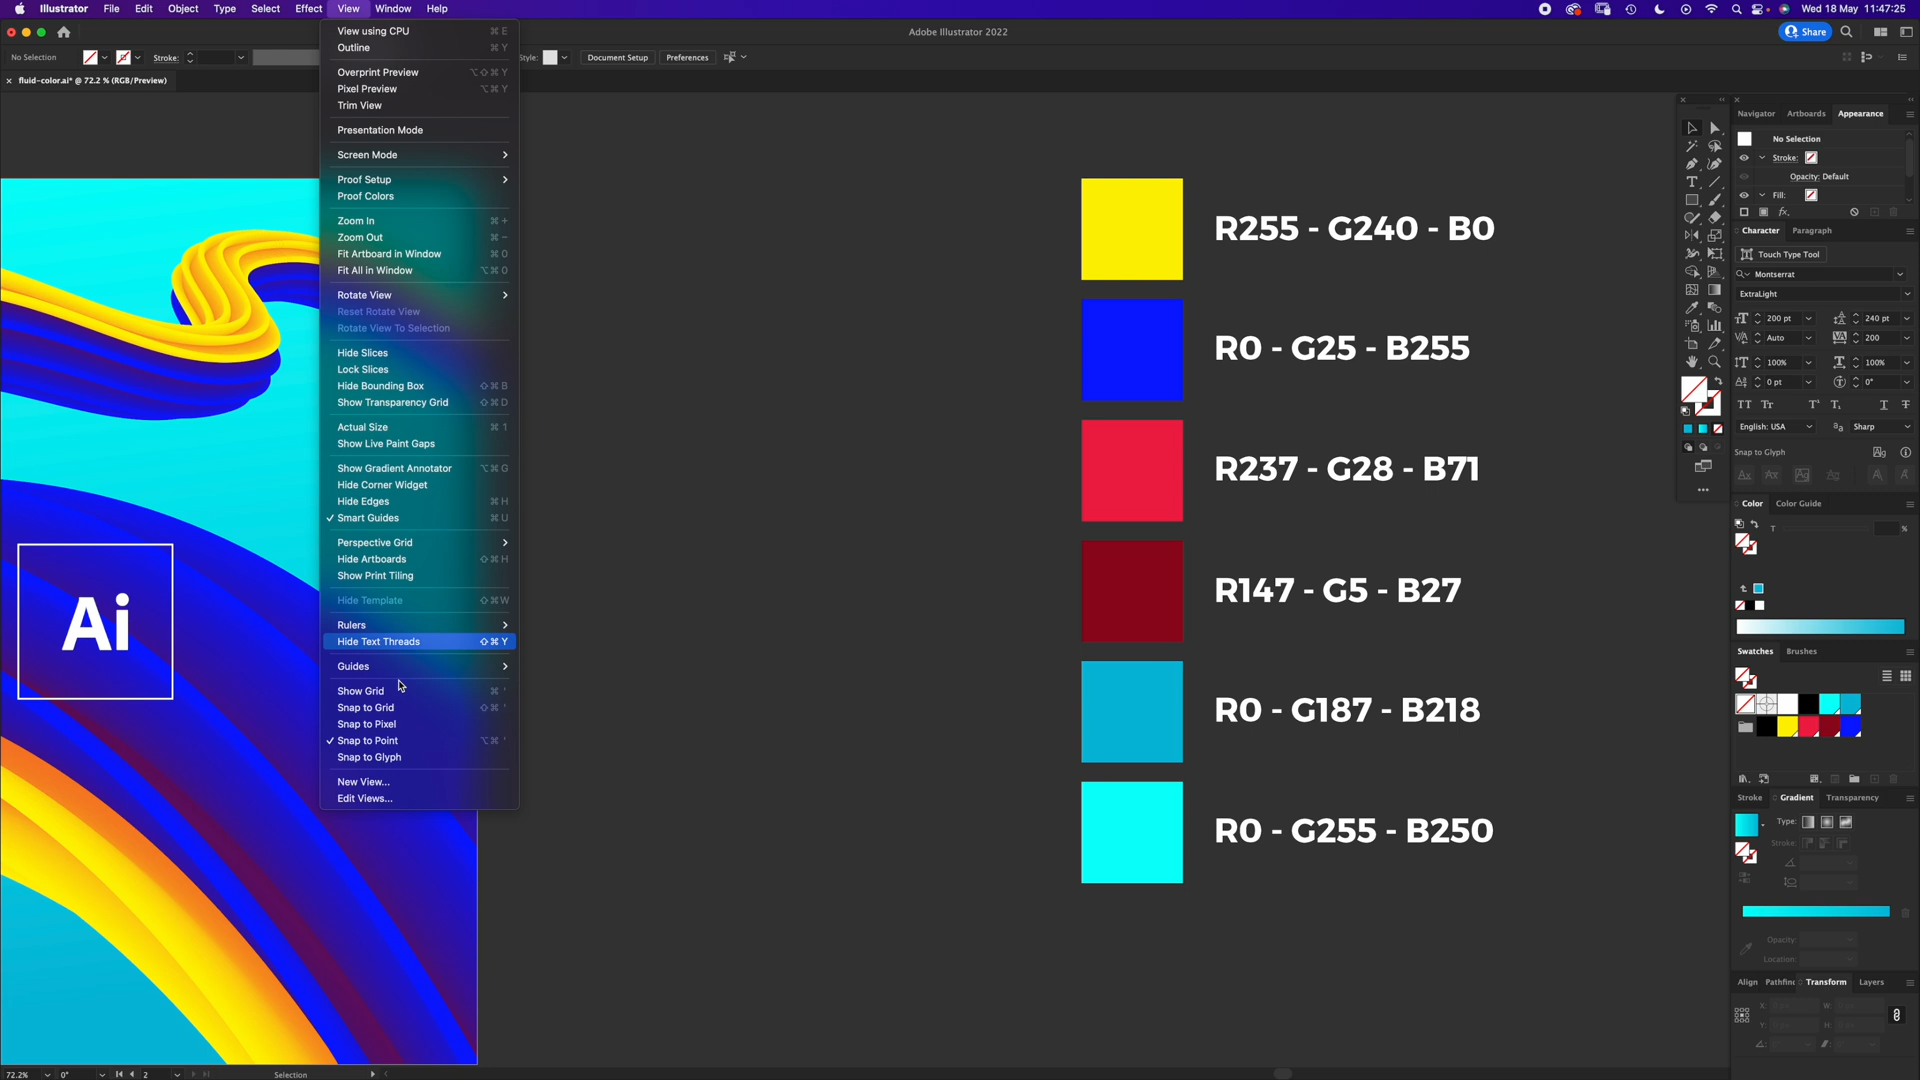 Illustrator File Edit Object Type Select Effect View Window Help
Wed 18 May 11:47:25
Adobe Illustrator 2022
Share
No Selection
Stroke:
Style:
Document Setup
Preferences
fluid-color.ai* @ 72.2 % (RGB/Preview)
View using CPU ⌘ E
Outline ⌘ Y
Overprint Preview ⌥⇧⌘ Y
Pixel Preview ⌥⌘ Y
Trim View
Presentation Mode
Screen Mode
Proof Setup
Proof Colors
Zoom In ⌘ +
Zoom Out ⌘ −
Fit Artboard in Window ⌘ 0
Fit All in Window ⌥⌘ 0
Rotate View
Reset Rotate View
Rotate View To Selection
Hide Slices
Lock Slices
Hide Bounding Box ⇧⌘ B
Show Transparency Grid ⇧⌘ D
Actual Size ⌘ 1
Show Live Paint Gaps
Show Gradient Annotator ⌥⌘ G
Hide Corner Widget
Hide Edges ⌘ H
✓ Smart Guides ⌘ U
Perspective Grid
Hide Artboards ⇧⌘ H
Show Print Tiling
Hide Template ⇧⌘ W
Rulers
Hide Text Threads ⇧⌘ Y
Guides
Show Grid ⌘ '
Snap to Grid ⇧⌘ '
Snap to Pixel
✓ Snap to Point ⌥⌘ '
Snap to Glyph
New View...
Edit Views...
Ai
R255 - G240 - B0
R0 - G25 - B255
R237 - G28 - B71
R147 - G5 - B27
R0 - G187 - B218
R0 - G255 - B250
Navigator Artboards Appearance
No Selection
Stroke:
Opacity: Default
Fill:
fx
Character Paragraph
Touch Type Tool
Montserrat
ExtraLight
200 pt 240 pt
Auto 200
100% 100%
0 pt 0°
English: USA
Sharp
Snap to Glyph
Color Color Guide
T %
Swatches Brushes
Stroke Gradient Transparency
Type:
Stroke:
Opacity:
Location:
Align Pathfinc Transform Layers
X: W:
Y: H:
72.2% 0° 2 Selection